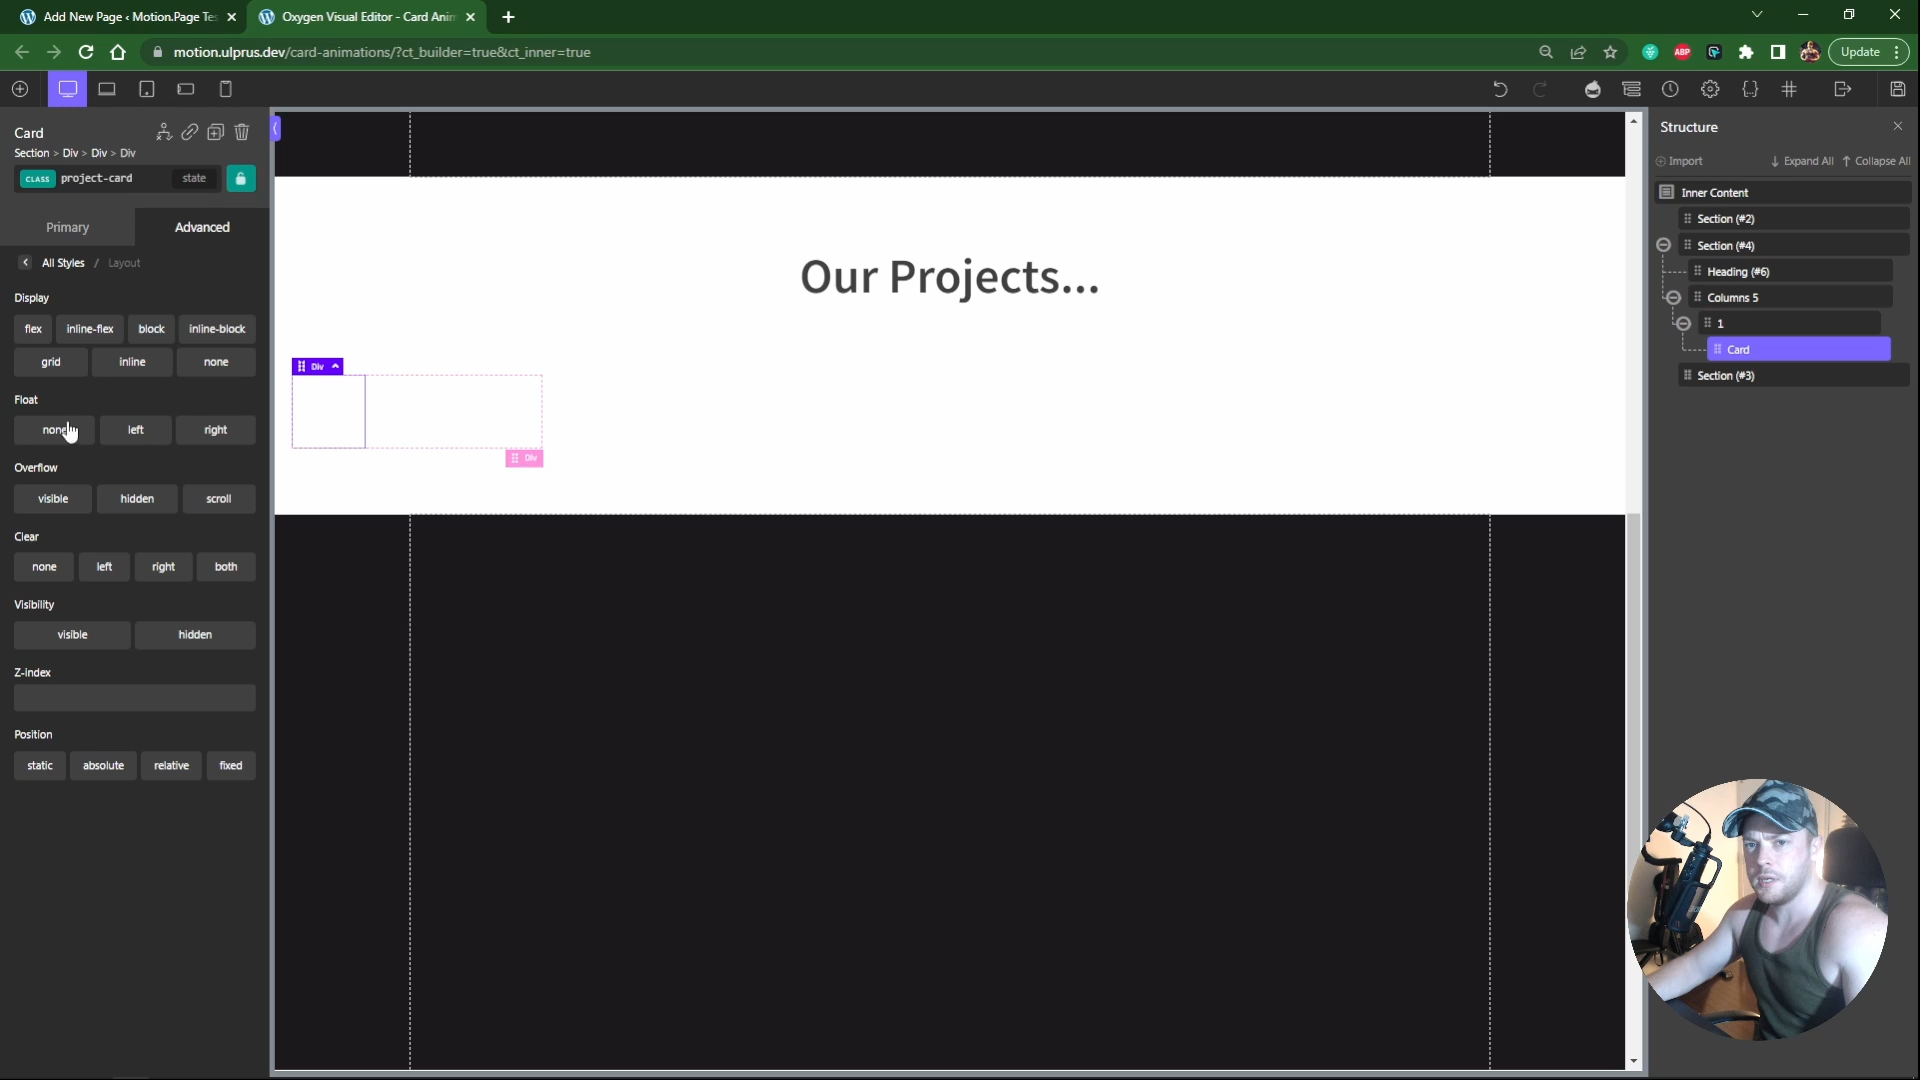 Add New Page ‹ Motion.Page Tes
Oxygen Visual Editor - Card Anim
motion.ulprus.dev/card-animations/?ct_builder=true&ct_inner=true
ABP
Update
Card
Section > Div > Div > Div
CLASS project-card state
Primary Advanced
All Styles / Layout
Display
flex inline-flex block inline-block
grid inline none
Float
none left right
Overflow
visible hidden scroll
Clear
none left right both
Visibility
visible hidden
Z-index
Position
static absolute relative fixed
Our Projects...
Div
Div
Structure
Import Expand All Collapse All
Inner Content
Section (#2)
Section (#4)
Heading (#6)
Columns 5
1
Card
Section (#3)